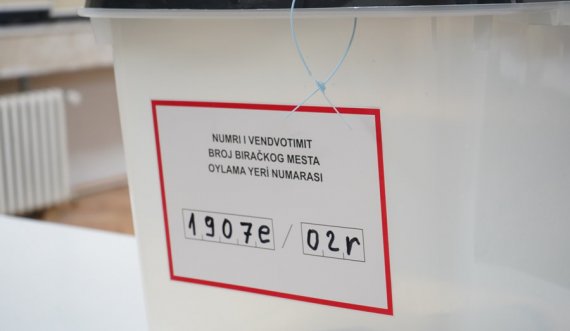 NUMRI I VENDVOTIMIT
BROJ BIRAČKOG MESTA
OYLAMA YERİ NUMARASI
1907e / 02r